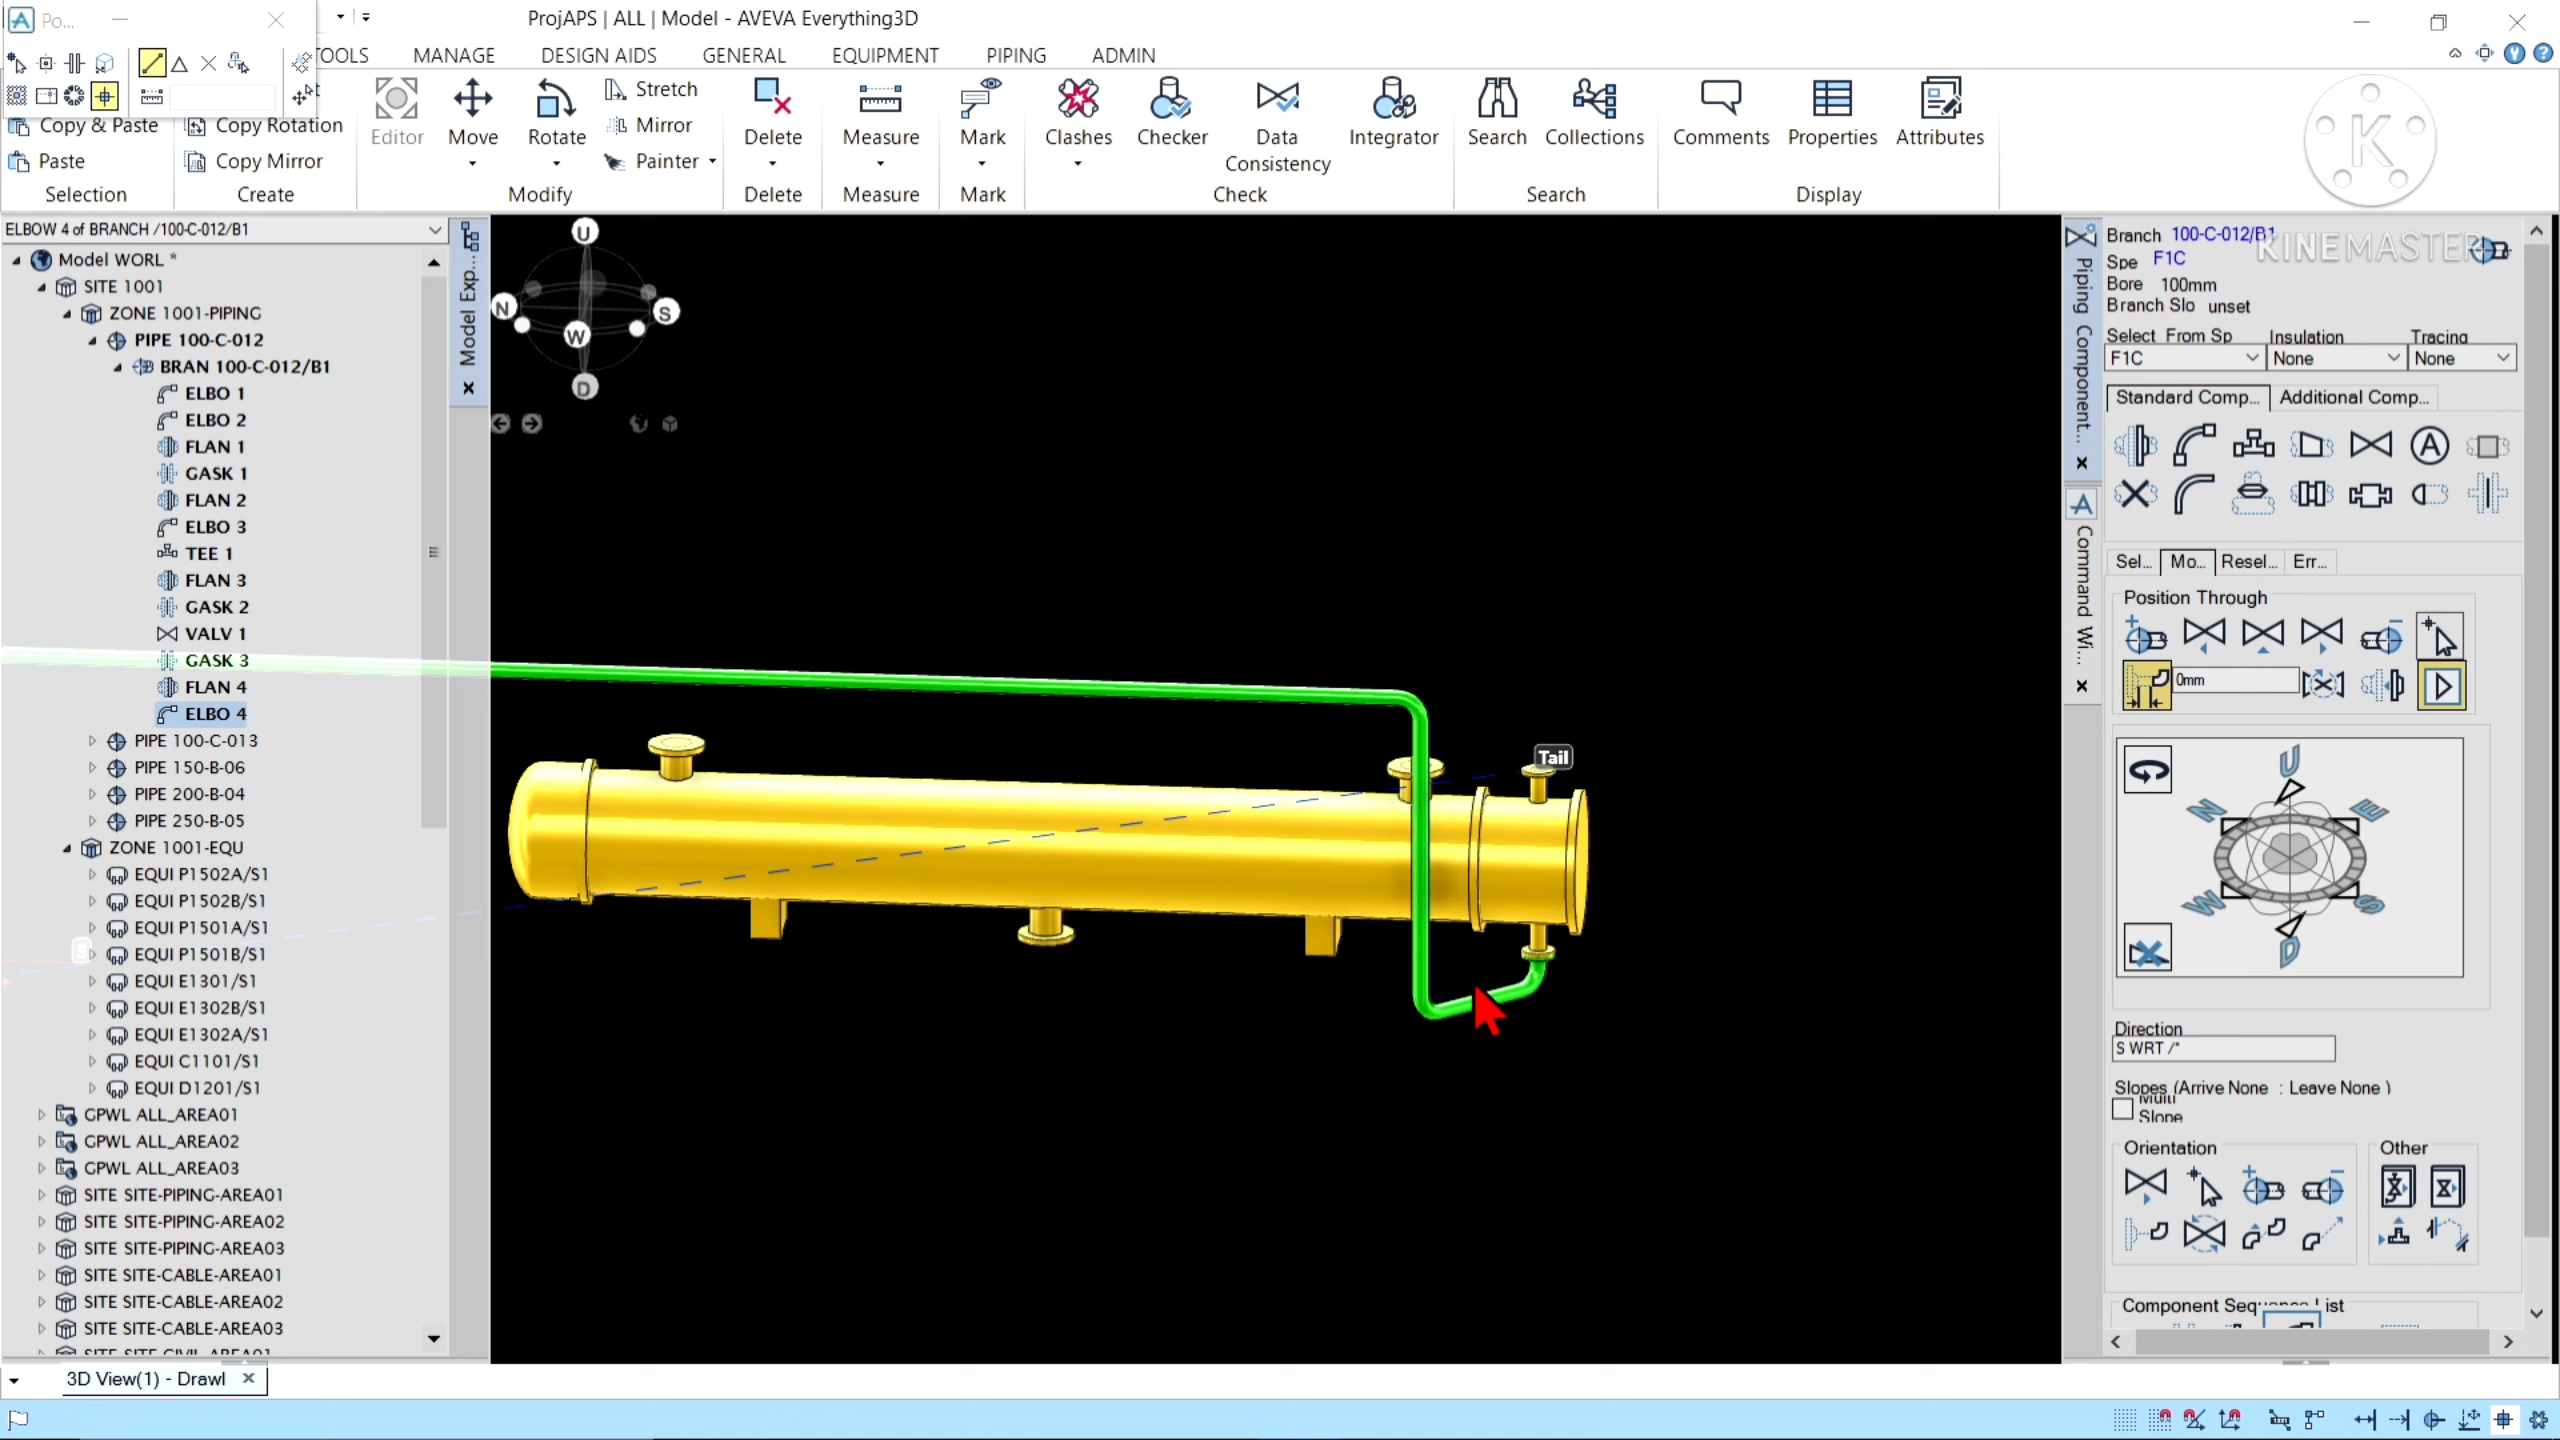 Po...
ProjAPS | ALL | Model - AVEVA Everything3D
TOOLS
MANAGE
DESIGN AIDS
GENERAL
EQUIPMENT
PIPING
ADMIN
Copy & Paste
Paste
Selection
Copy Rotation
Copy Mirror
Create
Editor
Move
Rotate
Stretch
Mirror
Painter
Modify
Delete
Delete
Measure
Measure
Mark
Mark
Clashes
Checker
Data
Consistency
Integrator
Check
Search
Collections
Search
Comments
Properties
Attributes
Display
K
KINEMASTER
ELBOW 4 of BRANCH /100-C-012/B1
Model WORL *
SITE 1001
ZONE 1001-PIPING
PIPE 100-C-012
BRAN 100-C-012/B1
ELBO 1
ELBO 2
FLAN 1
GASK 1
FLAN 2
ELBO 3
TEE 1
FLAN 3
GASK 2
VALV 1
GASK 3
FLAN 4
ELBO 4
PIPE 100-C-013
PIPE 150-B-06
PIPE 200-B-04
PIPE 250-B-05
ZONE 1001-EQU
EQUI P1502A/S1
EQUI P1502B/S1
EQUI P1501A/S1
EQUI P1501B/S1
EQUI E1301/S1
EQUI E1302B/S1
EQUI E1302A/S1
EQUI C1101/S1
EQUI D1201/S1
GPWL ALL_AREA01
GPWL ALL_AREA02
GPWL ALL_AREA03
SITE SITE-PIPING-AREA01
SITE SITE-PIPING-AREA02
SITE SITE-PIPING-AREA03
SITE SITE-CABLE-AREA01
SITE SITE-CABLE-AREA02
SITE SITE-CABLE-AREA03
SITE SITE-CIVIL-AREA01
Model Exp...
U
N
S
W
D
Tail
Piping Component...
Command Wi...
Branch 100-C-012/B1
Spe F1C
Bore 100mm
Branch Slo unset
Select From Sp
Insulation
Tracing
F1C
None
None
Standard Comp...
Additional Comp...
A
Sel...
Mo...
Resel...
Err...
Position Through
0mm
U
N
E
W
S
D
Direction
S WRT /*
Slopes (Arrive None : Leave None )
Multi
Slope
Orientation
Other
Component Sequence List
3D View(1) - Drawl